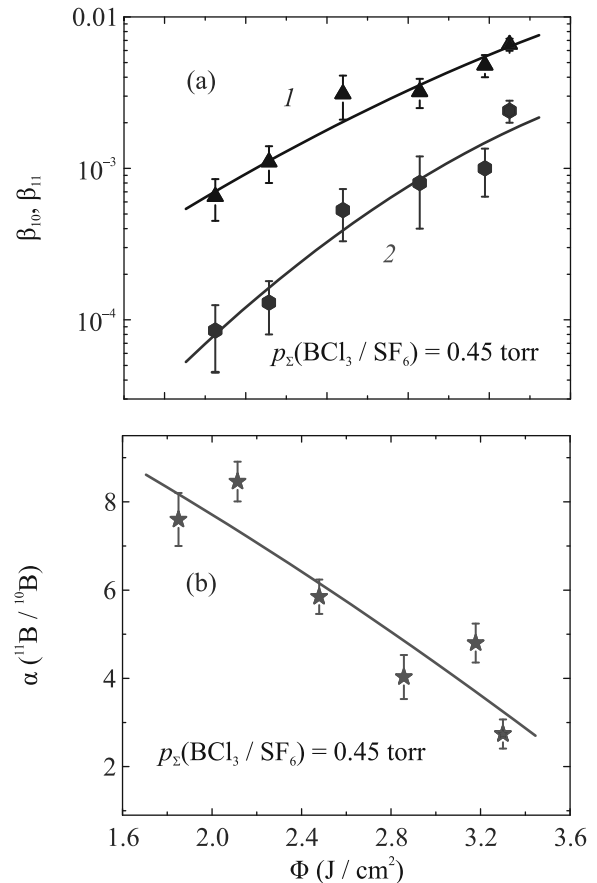 0.01
(a)
1
10⁻³
β₁₀, β₁₁
2
10⁻⁴
p_Σ(BCl₃ / SF₆) = 0.45 torr
8
6
(b)
α (¹¹B / ¹⁰B)
4
2
p_Σ(BCl₃ / SF₆) = 0.45 torr
1.6 2.0 2.4 2.8 3.2 3.6
Φ (J / cm²)